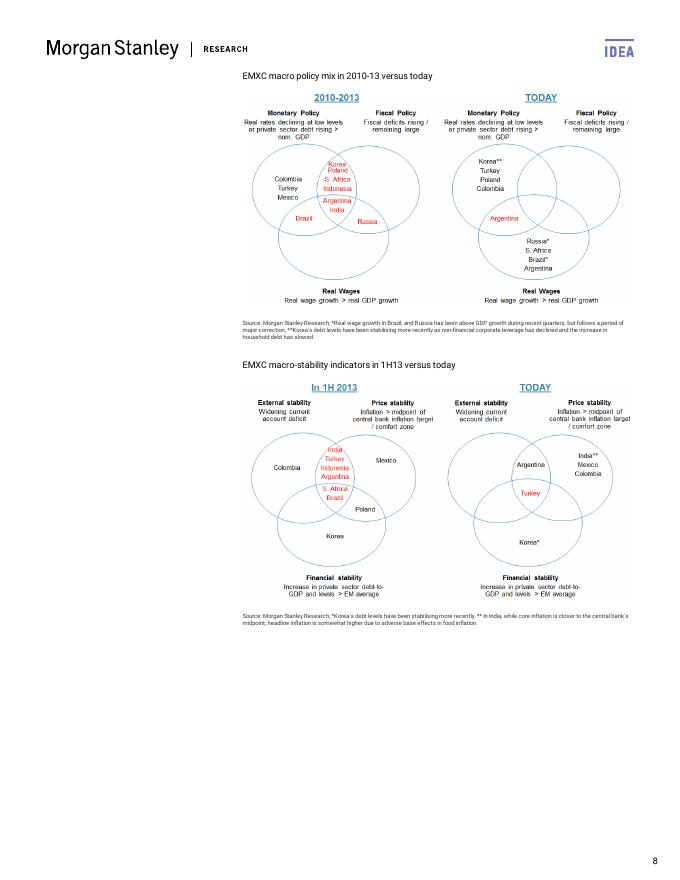 Morgan Stanley | RESEARCH
IDEA
EMXC macro policy mix in 2010-13 versus today
2010-2013
Monetary Policy
Real rates declining at low levels
or private sector debt rising >
nom. GDP
Fiscal Policy
Fiscal deficits rising /
remaining large
Korea
Poland
S. Africa
Indonesia
Colombia
Turkey
Mexico
Argentina
India
Brazil
Russia
Real Wages
Real wage growth > real GDP growth
TODAY
Monetary Policy
Real rates declining at low levels
or private sector debt rising >
nom. GDP
Fiscal Policy
Fiscal deficits rising /
remaining large
Korea**
Turkey
Poland
Colombia
Argentina
Russia*
S. Africa
Brazil*
Argentina
Real Wages
Real wage growth > real GDP growth
Source: Morgan Stanley Research; *Real wage growth in Brazil, and Russia has been above GDP growth during recent quarters, but follows a period of
major correction; **Korea's debt levels have been stabilising more recently as non-financial corporate leverage has declined and the increase in
household debt has slowed.
EMXC macro-stability indicators in 1H13 versus today
In 1H 2013
External stability
Widening current
account deficit
Price stability
Inflation > midpoint of
central bank inflation target
/ comfort zone
India
Turkey
Indonesia
Argentina
Colombia
Mexico
S. Africa
Brazil
Poland
Korea
Financial stability
Increase in private sector debt-to-
GDP and levels > EM average
TODAY
External stability
Widening current
account deficit
Price stability
Inflation > midpoint of
central bank inflation target
/ comfort zone
Argentina
India**
Mexico
Colombia
Turkey
Korea*
Financial stability
Increase in private sector debt-to-
GDP and levels > EM average
Source: Morgan Stanley Research; *Korea's debt levels have been stabilising more recently. ** In India, while core inflation is closer to the central bank's
midpoint, headline inflation is somewhat higher due to adverse base effects in food inflation.
8